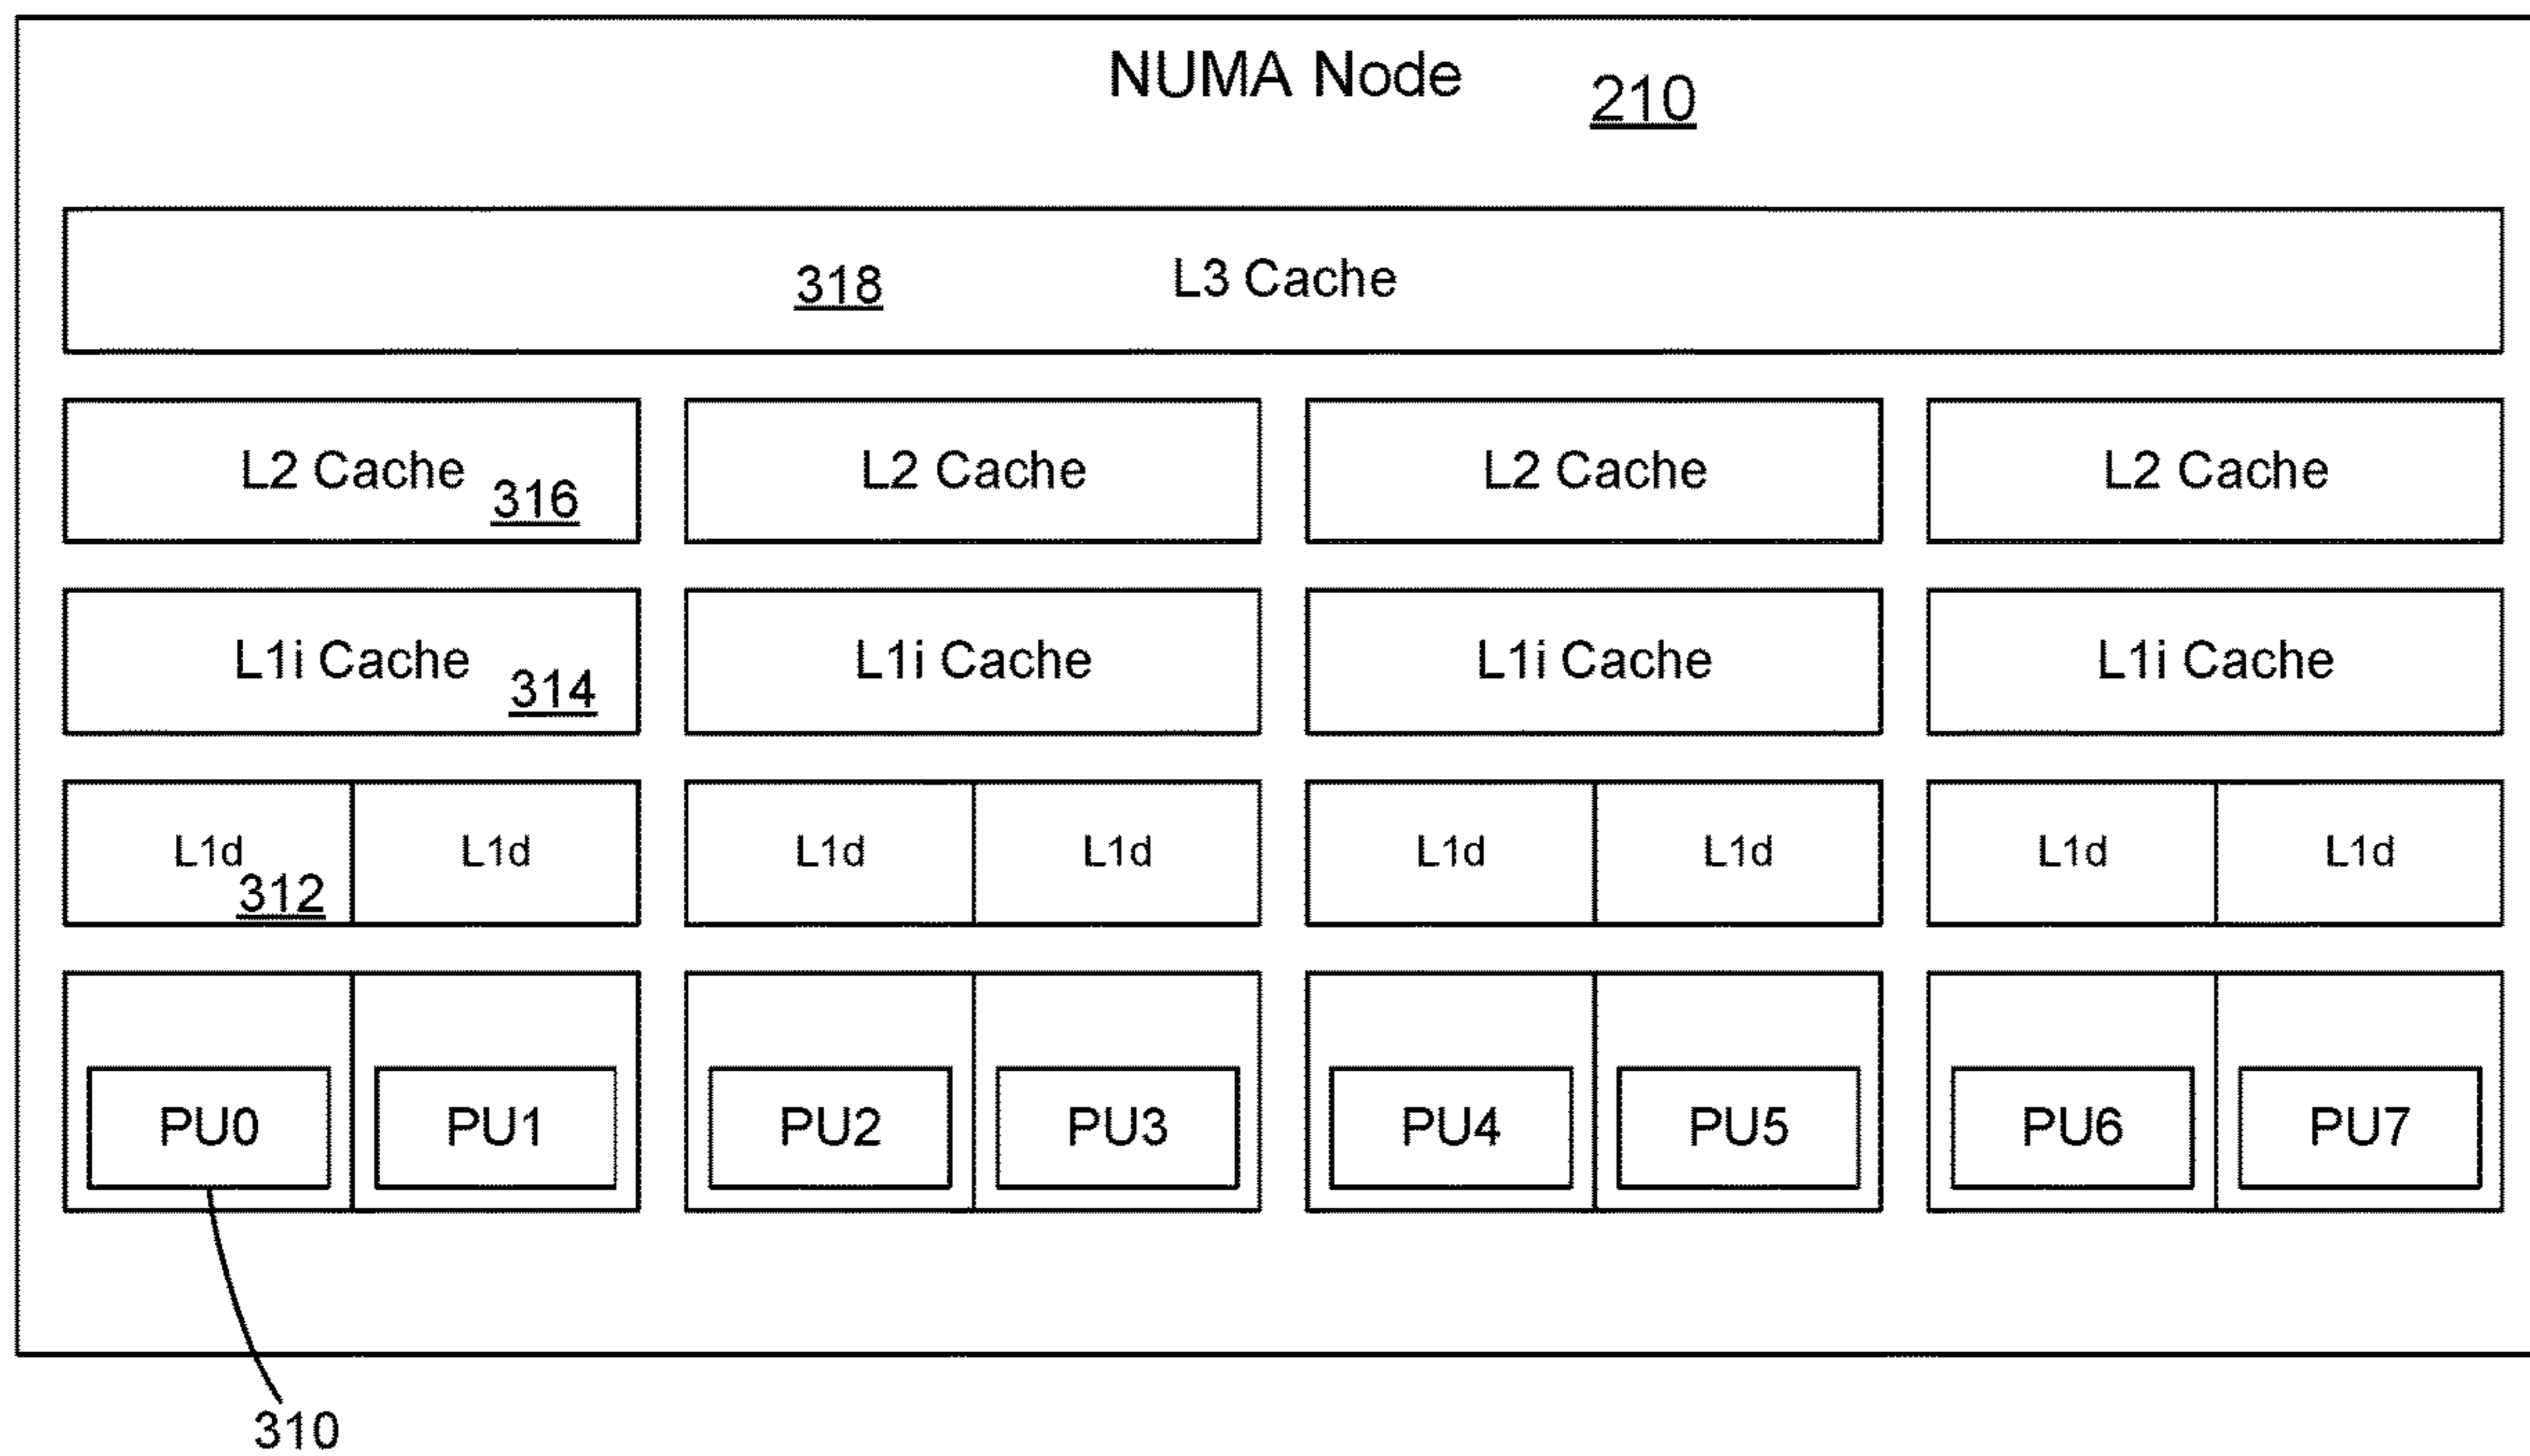 NUMA Node 210
318 L3 Cache
L2 Cache 316 L2 Cache L2 Cache L2 Cache
L1i Cache 314 L1i Cache L1i Cache L1i Cache
L1d 312 L1d L1d L1d L1d L1d L1d L1d
PU0 PU1 PU2 PU3 PU4 PU5 PU6 PU7
310